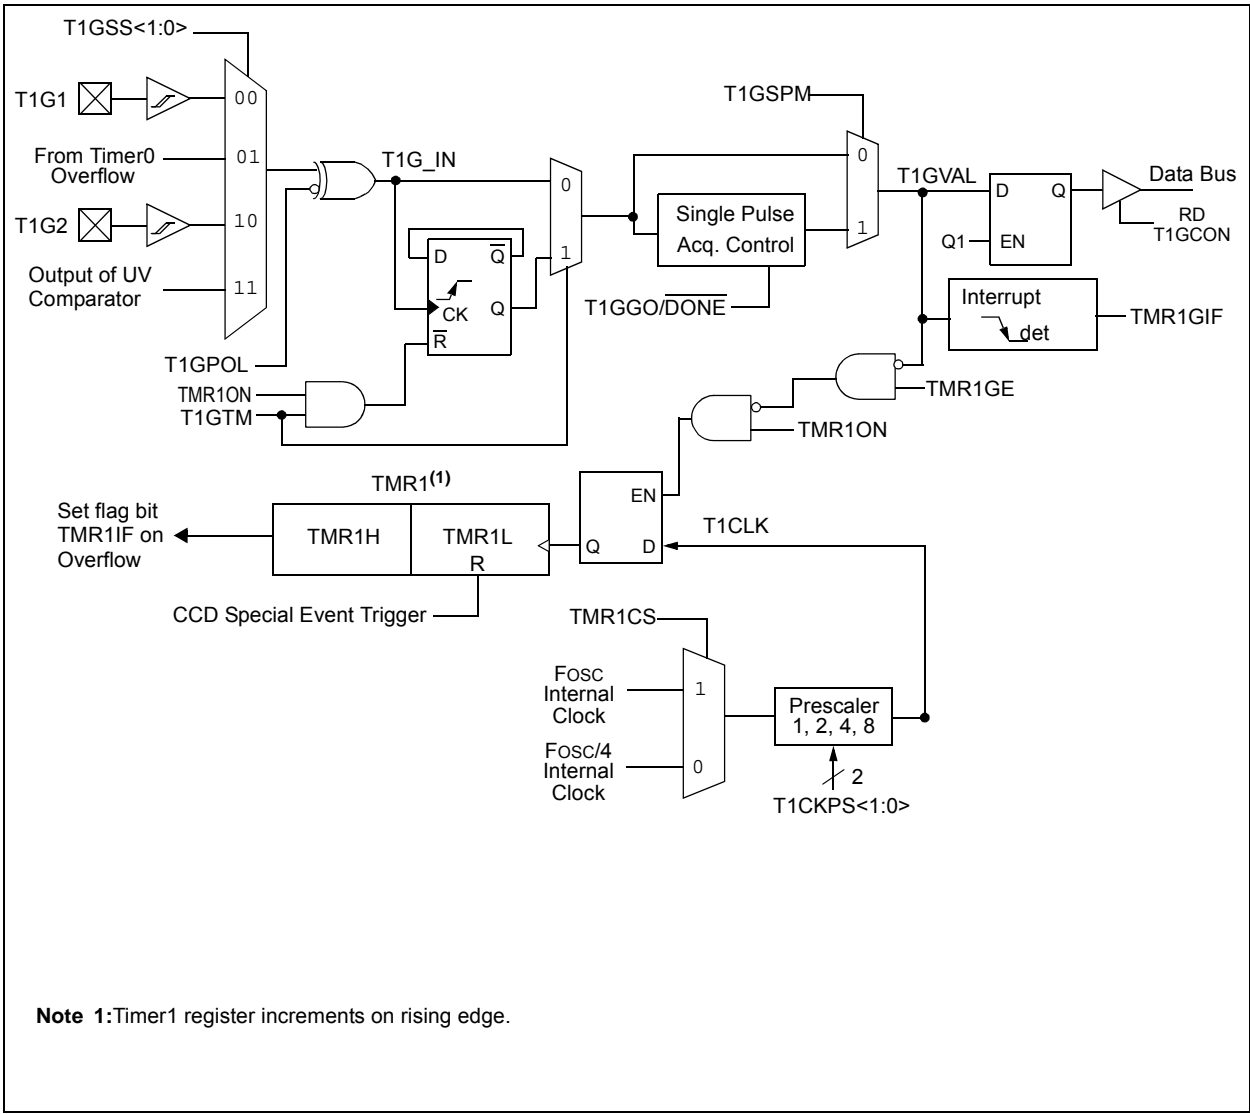 T1GSS<1:0>
T1G1
00
From Timer0
Overflow
01
T1G2
10
Output of UV
Comparator
11
T1GPOL
TMR1ON
T1GTM
T1G_IN
0
1
D
Q̅
CK
Q
R̅
T1GSPM
0
1
Single Pulse
Acq. Control
T1GGO/D̅O̅N̅E̅
T1GVAL
D
Q
Q1
EN
Data Bus
RD
T1GCON
Interrupt
det
TMR1GIF
TMR1GE
TMR1ON
TMR1(1)
Set flag bit
TMR1IF on
Overflow
TMR1H
TMR1L
R
EN
Q
D
T1CLK
CCD Special Event Trigger
TMR1CS
FOSC
Internal
Clock
1
FOSC/4
Internal
Clock
0
Prescaler
1, 2, 4, 8
2
T1CKPS<1:0>
Note 1:Timer1 register increments on rising edge.